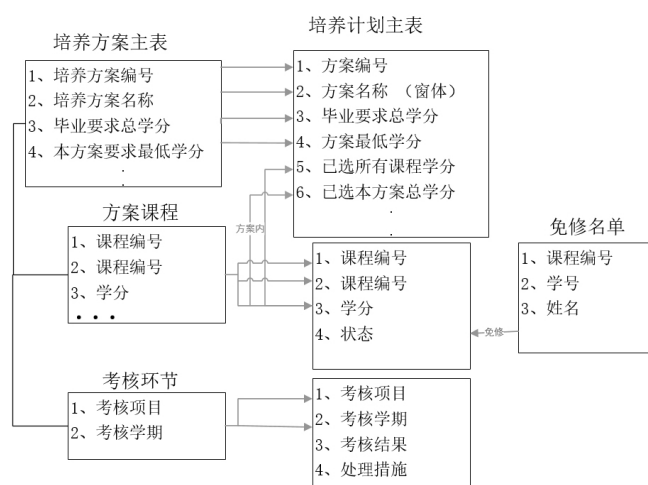 培养方案主表
1、培养方案编号
2、培养方案名称
3、毕业要求总学分
4、本方案要求最低学分
.
.
培养计划主表
1、方案编号
2、方案名称 （窗体）
3、毕业要求总学分
4、方案最低学分
5、已选所有课程学分
6、已选本方案总学分
.
.
方案课程
1、课程编号
2、课程编号
3、学分
• • •
方案内
1、课程编号
2、课程编号
3、学分
4、状态
免修名单
1、课程编号
2、学号
3、姓名
免修
考核环节
1、考核项目
2、考核学期
1、考核项目
2、考核学期
3、考核结果
4、处理措施